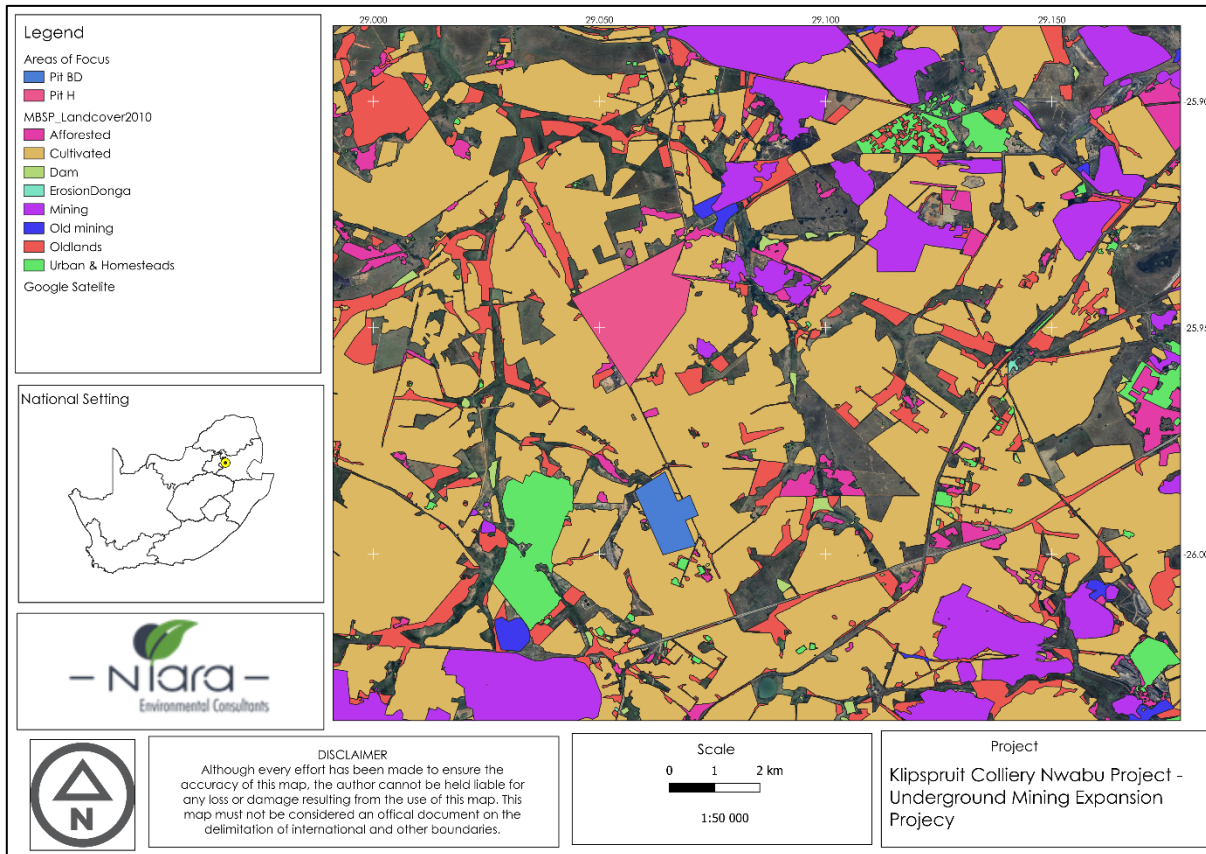 Legend
Areas of Focus
Pit BD
Pit H
MBSP_Landcover2010
Afforested
Cultivated
Dam
ErosionDonga
Mining
Old mining
Oldlands
Urban & Homesteads
Google Satelite
29.000
29.050
29.100
29.150
-25.90
-25.95
-26.00
National Setting
NIara
Environmental Consultants
N
DISCLAIMER
Although every effort has been made to ensure the
accuracy of this map, the author cannot be held liable for
any loss or damage resulting from the use of this map. This
map must not be considered an offical document on the
delimitation of international and other boundaries.
Scale
0 1 2 km
1:50 000
Project
Klipspruit Colliery Nwabu Project -
Underground Mining Expansion
Projecy